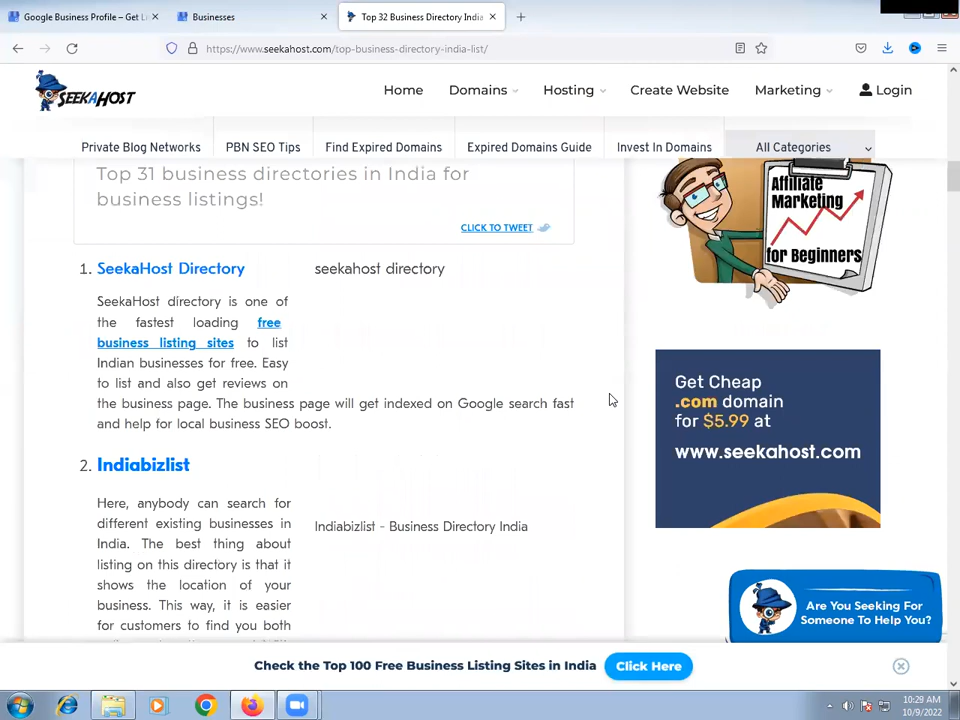 Google Business Profile – Get Li
Businesses
Top 32 Business Directory India
https://www.seekahost.com/top-business-directory-india-list/
SEEKAHOST
Home
Domains
Hosting
Create Website
Marketing
Login
Private Blog Networks
PBN SEO Tips
Find Expired Domains
Expired Domains Guide
Invest In Domains
All Categories
Top 31 business directories in India for
business listings!
CLICK TO TWEET
Affiliate
Marketing
for Beginners
1. SeekaHost Directory
seekahost directory
SeekaHost directory is one of
the fastest loading free
business listing sites to list
Indian businesses for free. Easy
to list and also get reviews on
the business page. The business page will get indexed on Google search fast
and help for local business SEO boost.
Get Cheap
.com domain
for $5.99 at
www.seekahost.com
2. Indiabizlist
Here, anybody can search for
different existing businesses in
India. The best thing about
listing on this directory is that it
shows the location of your
business. This way, it is easier
for customers to find you both
Indiabizlist - Business Directory India
Are You Seeking For
Someone To Help You?
Check the Top 100 Free Business Listing Sites in India
Click Here
10:29 AM
10/9/2022